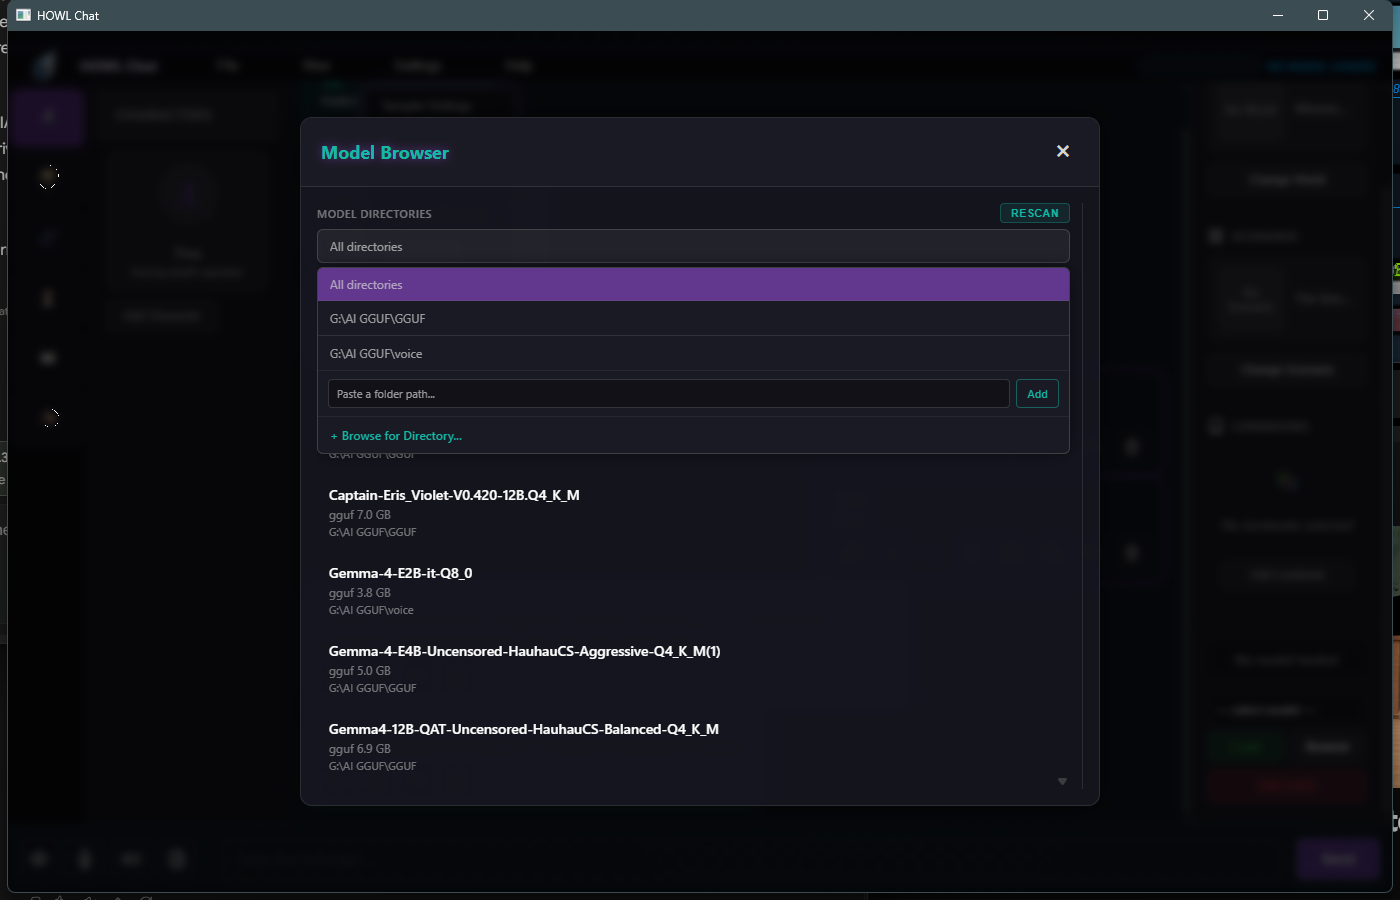 HOWL Chat
Model Browser
MODEL DIRECTORIES
RESCAN
All directories
All directories
G:\AI GGUF\GGUF
G:\AI GGUF\voice
Paste a folder path...
Add
+ Browse for Directory...
G:\AI GGUF\GGUF
Captain-Eris_Violet-V0.420-12B.Q4_K_M
gguf 7.0 GB
G:\AI GGUF\GGUF
Gemma-4-E2B-it-Q8_0
gguf 3.8 GB
G:\AI GGUF\voice
Gemma-4-E4B-Uncensored-HauhauCS-Aggressive-Q4_K_M(1)
gguf 5.0 GB
G:\AI GGUF\GGUF
Gemma4-12B-QAT-Uncensored-HauhauCS-Balanced-Q4_K_M
gguf 6.9 GB
G:\AI GGUF\GGUF